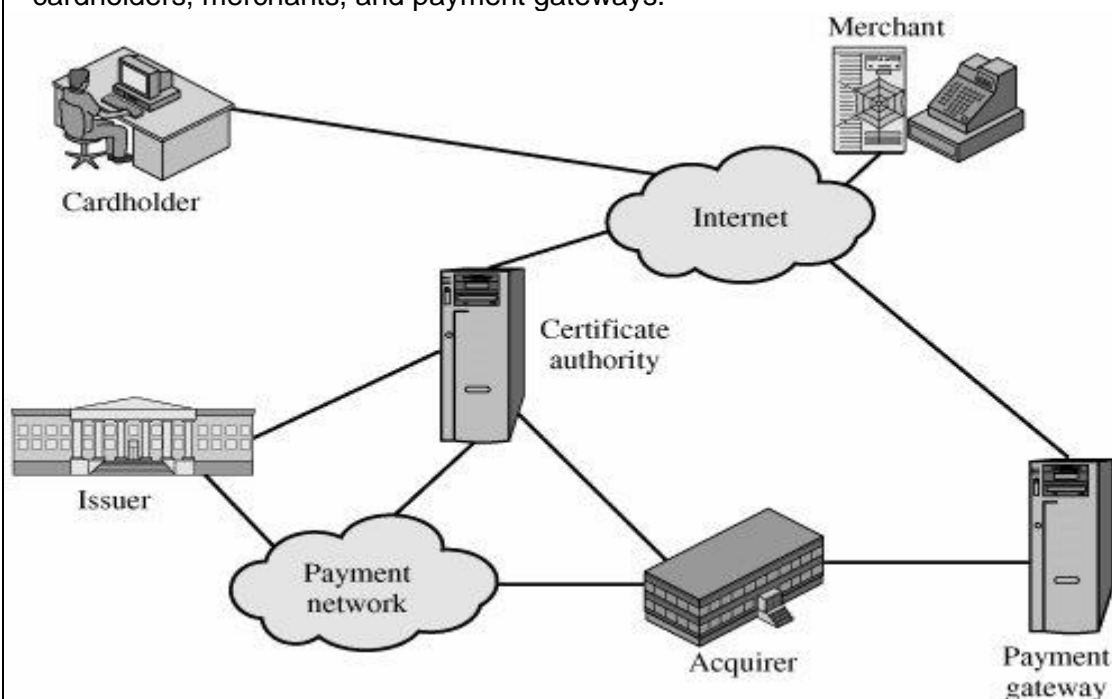 cardholders, merchants, and payment gateways.
Merchant
Cardholder
Internet
Certificate
authority
Issuer
Payment
network
Acquirer
Payment
gateway